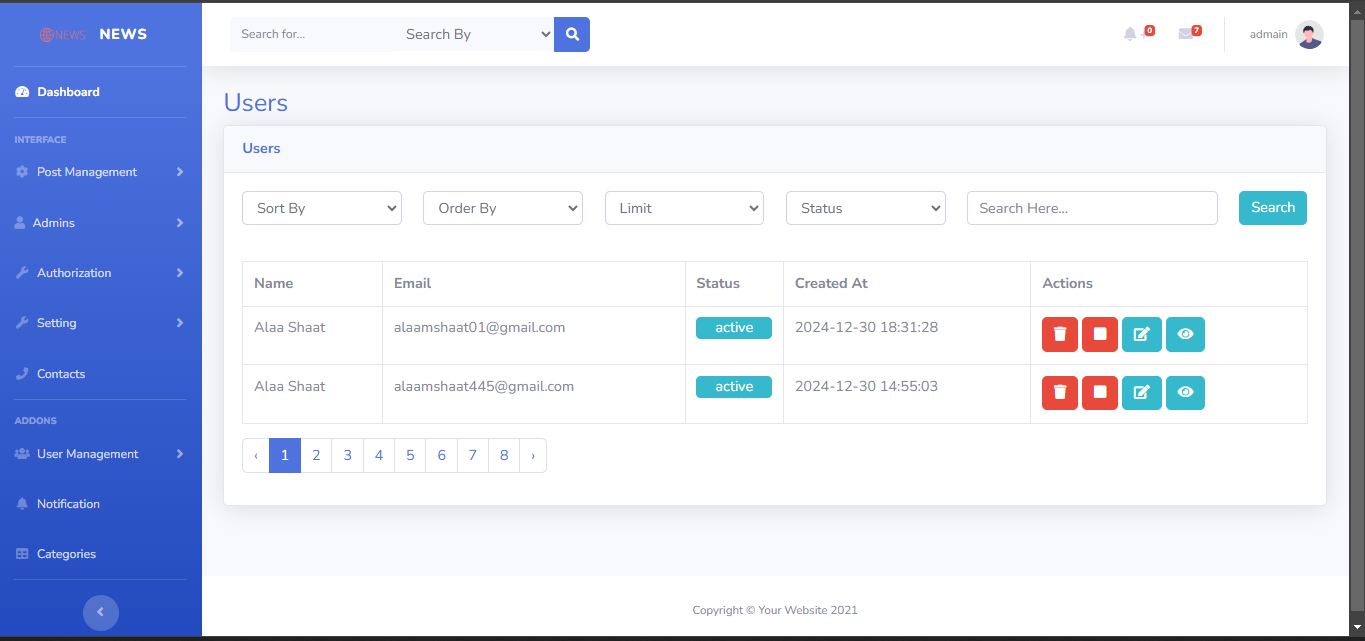 NEWS NEWS
Search for... Search By
0 7 admain
Dashboard
INTERFACE
Post Management
Admins
Authorization
Setting
Contacts
ADDONS
User Management
Notification
Categories
Users
Users
Sort By Order By Limit Status Search Here... Search
Name Email Status Created At Actions
Alaa Shaat alaamshaat01@gmail.com active 2024-12-30 18:31:28
Alaa Shaat alaamshaat445@gmail.com active 2024-12-30 14:55:03
‹ 1 2 3 4 5 6 7 8 ›
Copyright © Your Website 2021